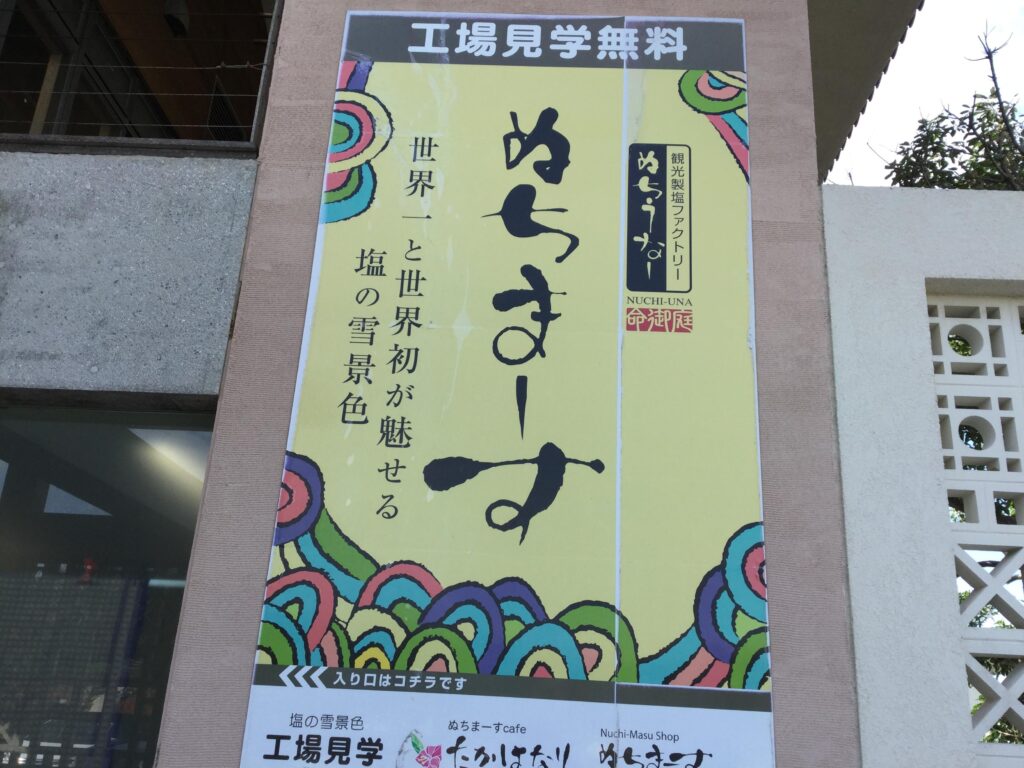 工場見学無料
観光製塩ファクトリー
ぬちうなー
NUCHI-UNA
命御庭
ぬちまーす
世界一と世界初が魅せる
塩の雪景色
入り口はコチラです
塩の雪景色
工場見学
ぬちまーすcafe
たかはなり
Nuchi-Masu Shop
ぬちまーす